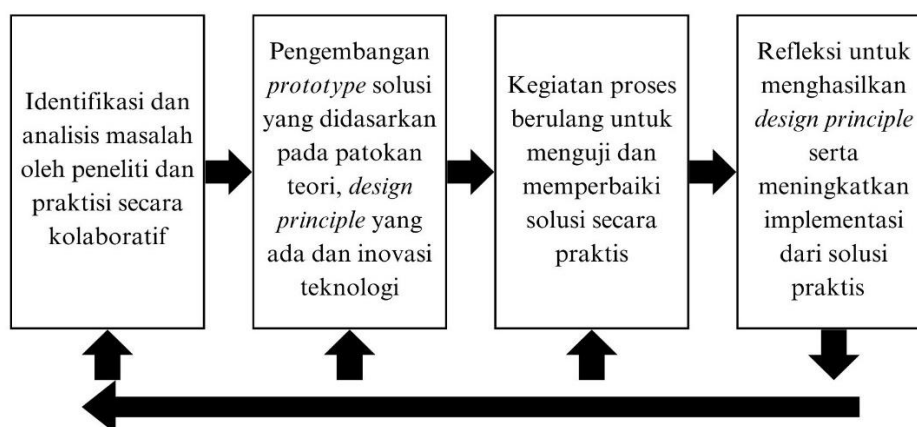 Identifikasi dan
analisis masalah
oleh peneliti dan
praktisi secara
kolaboratif
Pengembangan
prototype solusi
yang didasarkan
pada patokan
teori, design
principle yang
ada dan inovasi
teknologi
Kegiatan proses
berulang untuk
menguji dan
memperbaiki
solusi secara
praktis
Refleksi untuk
menghasilkan
design principle
serta
meningkatkan
implementasi
dari solusi
praktis